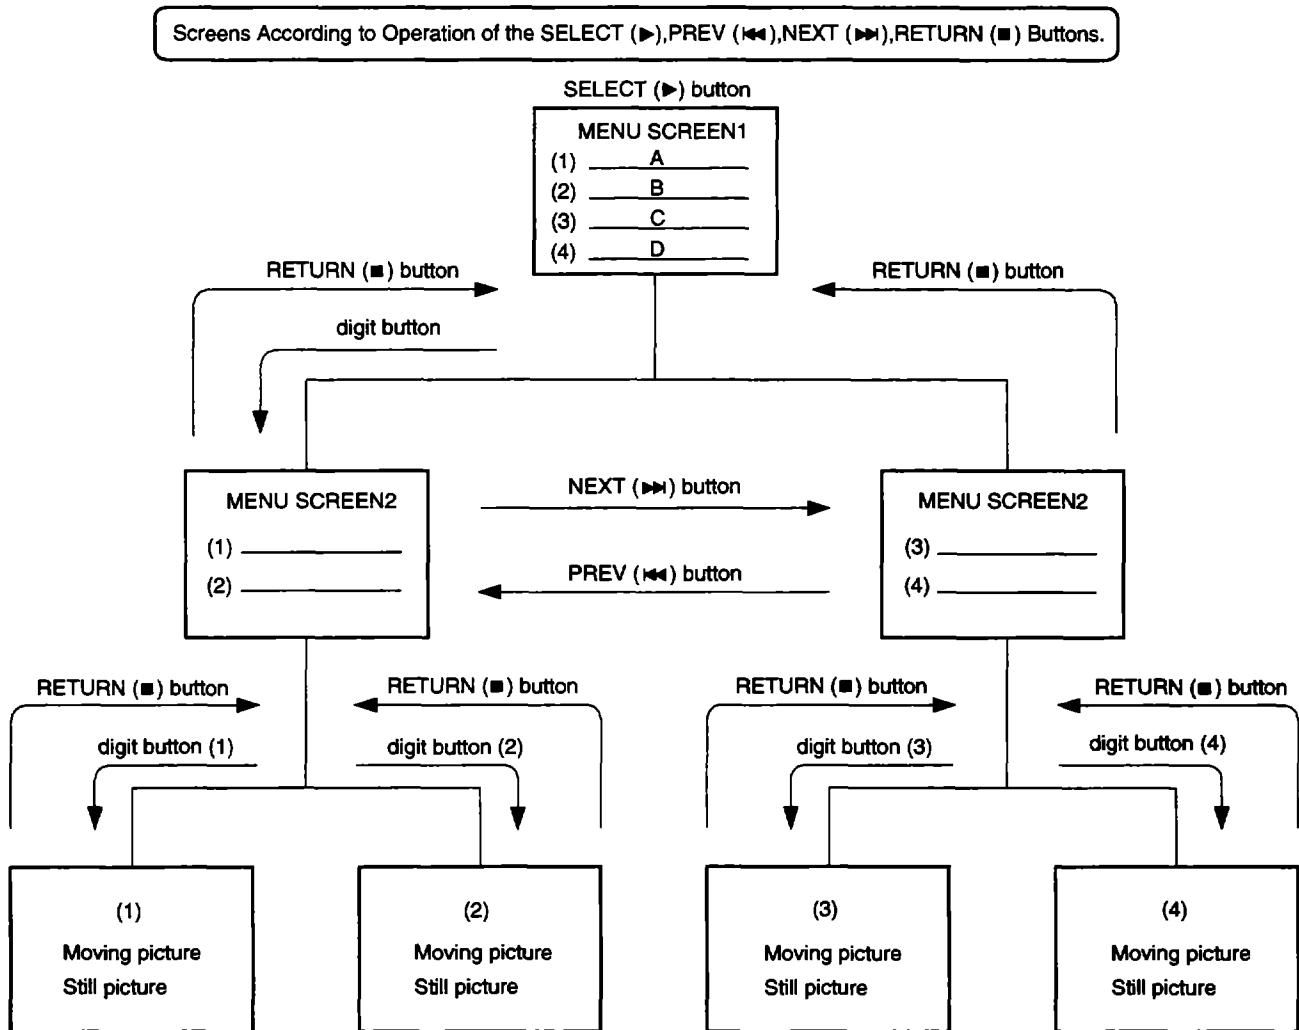 Screens According to Operation of the SELECT (▶),PREV (⏮),NEXT (⏭),RETURN (■) Buttons.
SELECT (▶) button
MENU SCREEN1
(1) A
(2) B
(3) C
(4) D
RETURN (■) button
RETURN (■) button
digit button
MENU SCREEN2
(1)
(2)
NEXT (⏭) button
PREV (⏮) button
MENU SCREEN2
(3)
(4)
RETURN (■) button
RETURN (■) button
RETURN (■) button
RETURN (■) button
digit button (1)
digit button (2)
digit button (3)
digit button (4)
(1)
Moving picture
Still picture
(2)
Moving picture
Still picture
(3)
Moving picture
Still picture
(4)
Moving picture
Still picture